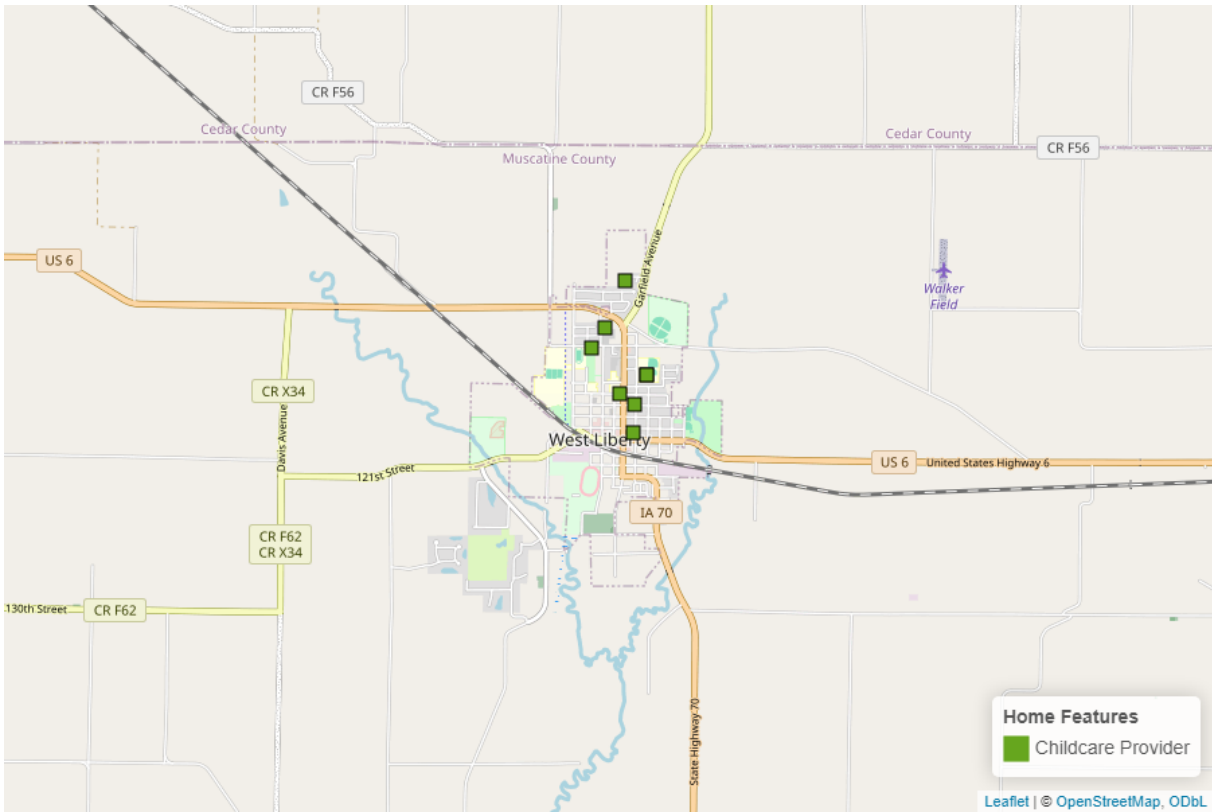 CR F56
Cedar County
Cedar County
CR F56
Muscatine County
Garfield Avenue
US 6
Walker
Field
CR X34
Davis Avenue
West Liberty
US 6
United States Highway 6
121st Street
IA 70
CR F62
CR X34
130th Street
CR F62
State Highway 70
Home Features
Childcare Provider
Leaflet | © OpenStreetMap, ODbL